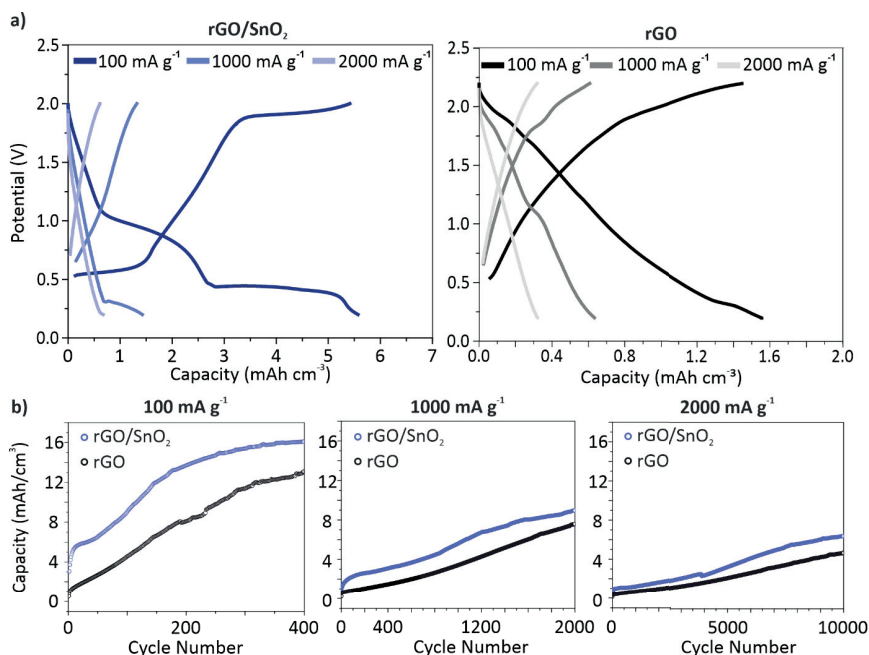 a)
rGO/SnO₂
rGO
2.5
2.0
1.5
1.0
0.5
0.0
Potential (V)
100 mA g⁻¹ 1000 mA g⁻¹ 2000 mA g⁻¹
0 1 2 3 4 5 6 7
Capacity (mAh cm⁻³)
2.5
2.0
1.5
1.0
0.5
0.0
100 mA g⁻¹ 1000 mA g⁻¹ 2000 mA g⁻¹
0.0 0.4 0.8 1.2 1.6 2.0
Capacity (mAh cm⁻³)
b)
100 mA g⁻¹
1000 mA g⁻¹
2000 mA g⁻¹
Capacity (mAh/cm³)
16
12
8
4
0
rGO/SnO₂
rGO
0 200 400
Cycle Number
16
12
8
4
0
rGO/SnO₂
rGO
0 400 1200 2000
Cycle Number
16
12
8
4
0
rGO/SnO₂
rGO
0 5000 10000
Cycle Number